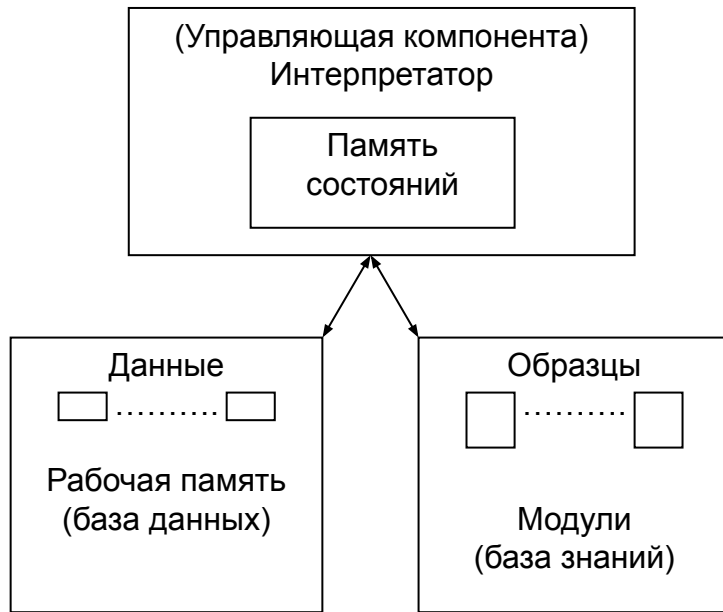 (Управляющая компонента)
Интерпретатор
Память
состояний
Данные
..........
Рабочая память
(база данных)
Образцы
..........
Модули
(база знаний)